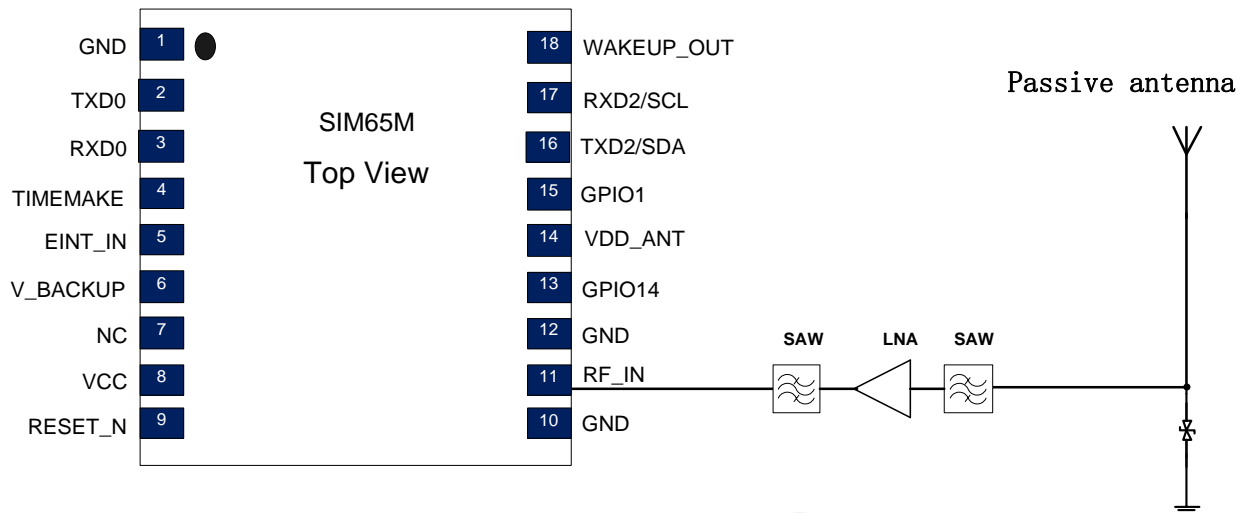 GND 1
TXD0 2
RXD0 3
TIMEMAKE 4
EINT_IN 5
V_BACKUP 6
NC 7
VCC 8
RESET_N 9
SIM65M
Top View
18 WAKEUP_OUT
17 RXD2/SCL
16 TXD2/SDA
15 GPIO1
14 VDD_ANT
13 GPIO14
12 GND
11 RF_IN
10 GND
SAW
LNA
SAW
Passive antenna